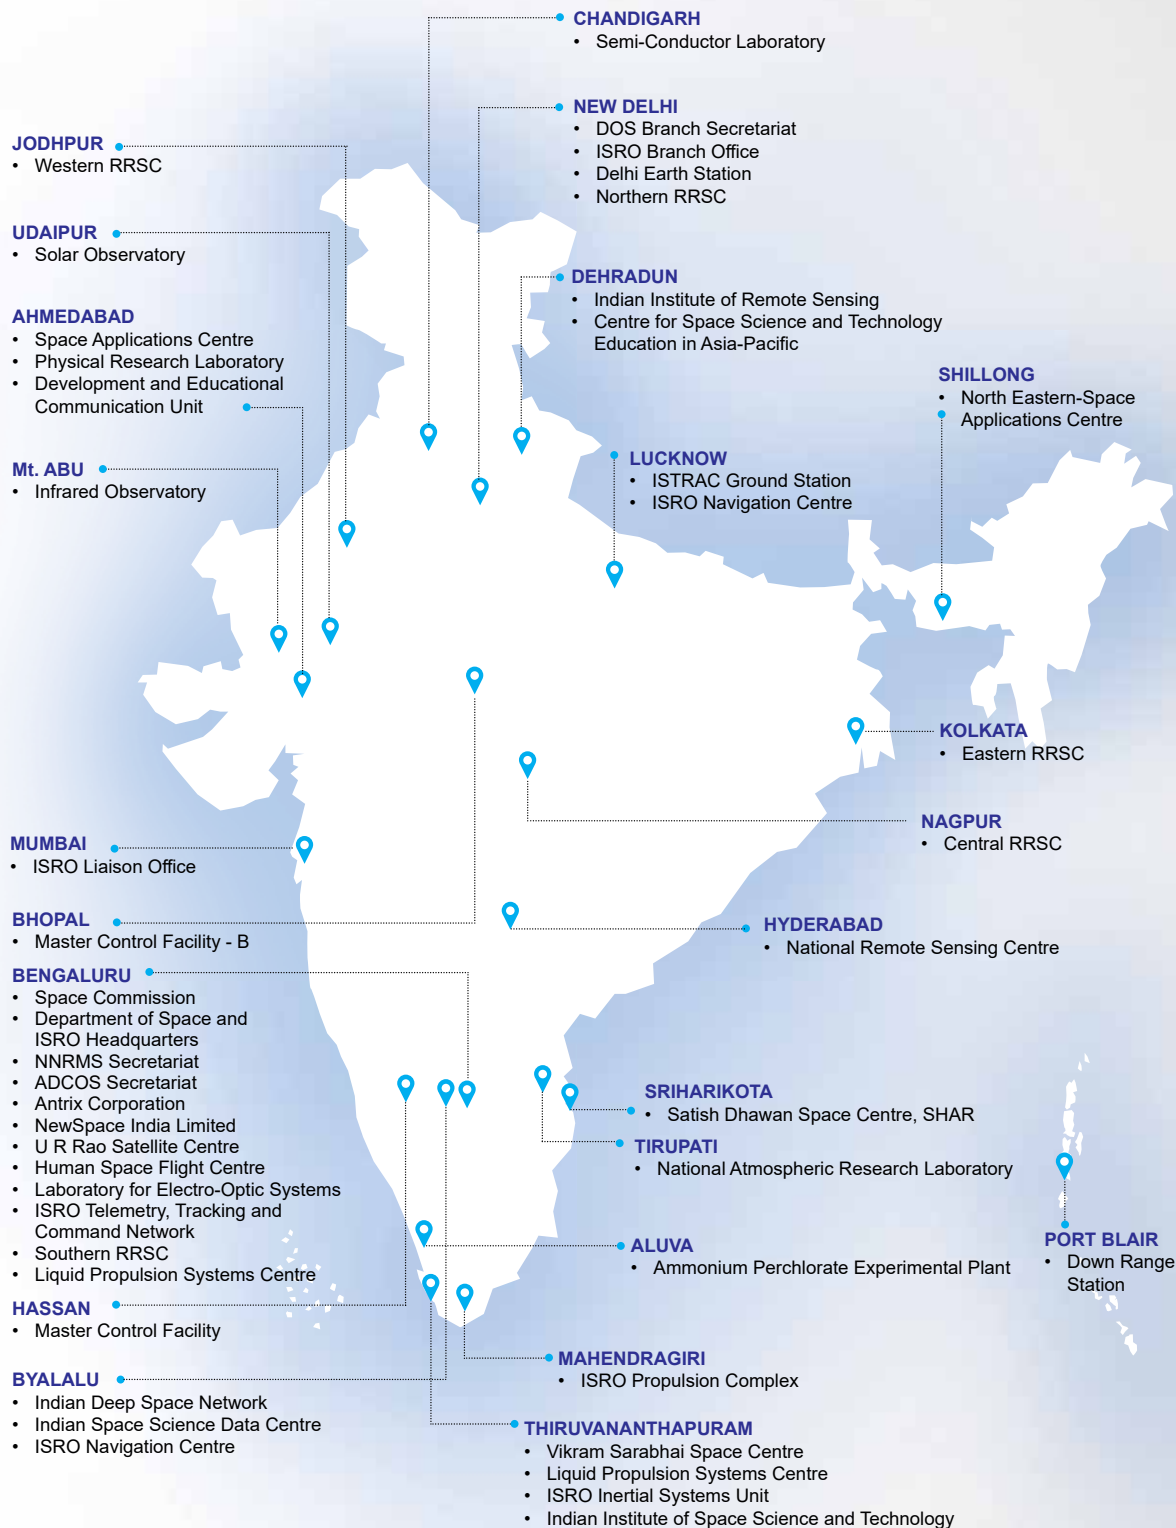 CHANDIGARH
• Semi-Conductor Laboratory
NEW DELHI
• DOS Branch Secretariat
• ISRO Branch Office
• Delhi Earth Station
• Northern RRSC
JODHPUR
• Western RRSC
UDAIPUR
• Solar Observatory
DEHRADUN
• Indian Institute of Remote Sensing
• Centre for Space Science and Technology
Education in Asia-Pacific
AHMEDABAD
• Space Applications Centre
• Physical Research Laboratory
• Development and Educational
Communication Unit
SHILLONG
• North Eastern-Space
Applications Centre
Mt. ABU
• Infrared Observatory
LUCKNOW
• ISTRAC Ground Station
• ISRO Navigation Centre
KOLKATA
• Eastern RRSC
NAGPUR
• Central RRSC
MUMBAI
• ISRO Liaison Office
BHOPAL
• Master Control Facility - B
HYDERABAD
• National Remote Sensing Centre
BENGALURU
• Space Commission
• Department of Space and
ISRO Headquarters
• NNRMS Secretariat
• ADCOS Secretariat
• Antrix Corporation
• NewSpace India Limited
• U R Rao Satellite Centre
• Human Space Flight Centre
• Laboratory for Electro-Optic Systems
• ISRO Telemetry, Tracking and
Command Network
• Southern RRSC
• Liquid Propulsion Systems Centre
SRIHARIKOTA
• Satish Dhawan Space Centre, SHAR
TIRUPATI
• National Atmospheric Research Laboratory
ALUVA
• Ammonium Perchlorate Experimental Plant
PORT BLAIR
• Down Range
Station
HASSAN
• Master Control Facility
MAHENDRAGIRI
• ISRO Propulsion Complex
BYALALU
• Indian Deep Space Network
• Indian Space Science Data Centre
• ISRO Navigation Centre
THIRUVANANTHAPURAM
• Vikram Sarabhai Space Centre
• Liquid Propulsion Systems Centre
• ISRO Inertial Systems Unit
• Indian Institute of Space Science and Technology